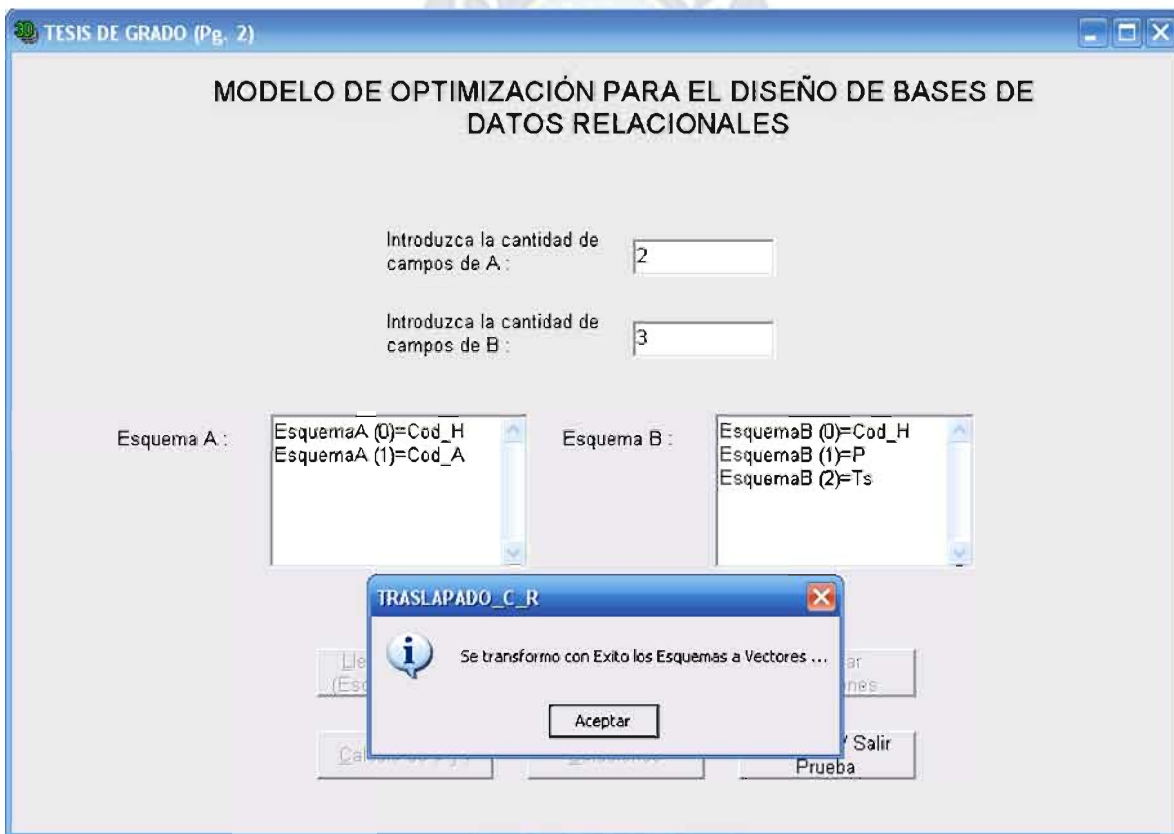 TESIS DE GRADO (Pg. 2)
MODELO DE OPTIMIZACIÓN PARA EL DISEÑO DE BASES DE
DATOS RELACIONALES
Introduzca la cantidad de
campos de A :
2
Introduzca la cantidad de
campos de B :
3
Esquema A :
EsquemaA (0)=Cod_H
EsquemaA (1)=Cod_A
Esquema B :
EsquemaB (0)=Cod_H
EsquemaB (1)=P
EsquemaB (2)=Ts
TRASLAPADO_C_R
Se transformo con Exito los Esquemas a Vectores ...
Aceptar
/ Salir
Prueba